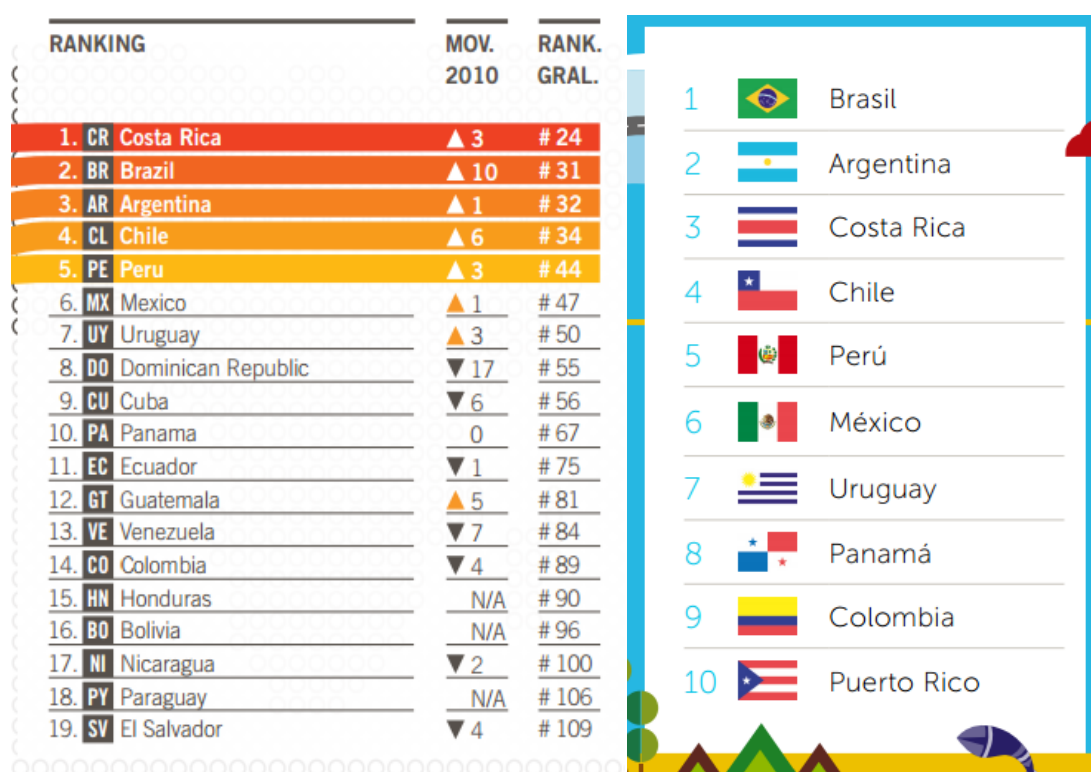 RANKING MOV. 2010 RANK. GRAL.
1. CR Costa Rica ▲ 3 # 24
2. BR Brazil ▲ 10 # 31
3. AR Argentina ▲ 1 # 32
4. CL Chile ▲ 6 # 34
5. PE Peru ▲ 3 # 44
6. MX Mexico ▲ 1 # 47
7. UY Uruguay ▲ 3 # 50
8. DO Dominican Republic ▼ 17 # 55
9. CU Cuba ▼ 6 # 56
10. PA Panama 0 # 67
11. EC Ecuador ▼ 1 # 75
12. GT Guatemala ▲ 5 # 81
13. VE Venezuela ▼ 7 # 84
14. CO Colombia ▼ 4 # 89
15. HN Honduras N/A # 90
16. BO Bolivia N/A # 96
17. NI Nicaragua ▼ 2 # 100
18. PY Paraguay N/A # 106
19. SV El Salvador ▼ 4 # 109
1 Brasil
2 Argentina
3 Costa Rica
4 Chile
5 Perú
6 México
7 Uruguay
8 Panamá
9 Colombia
10 Puerto Rico